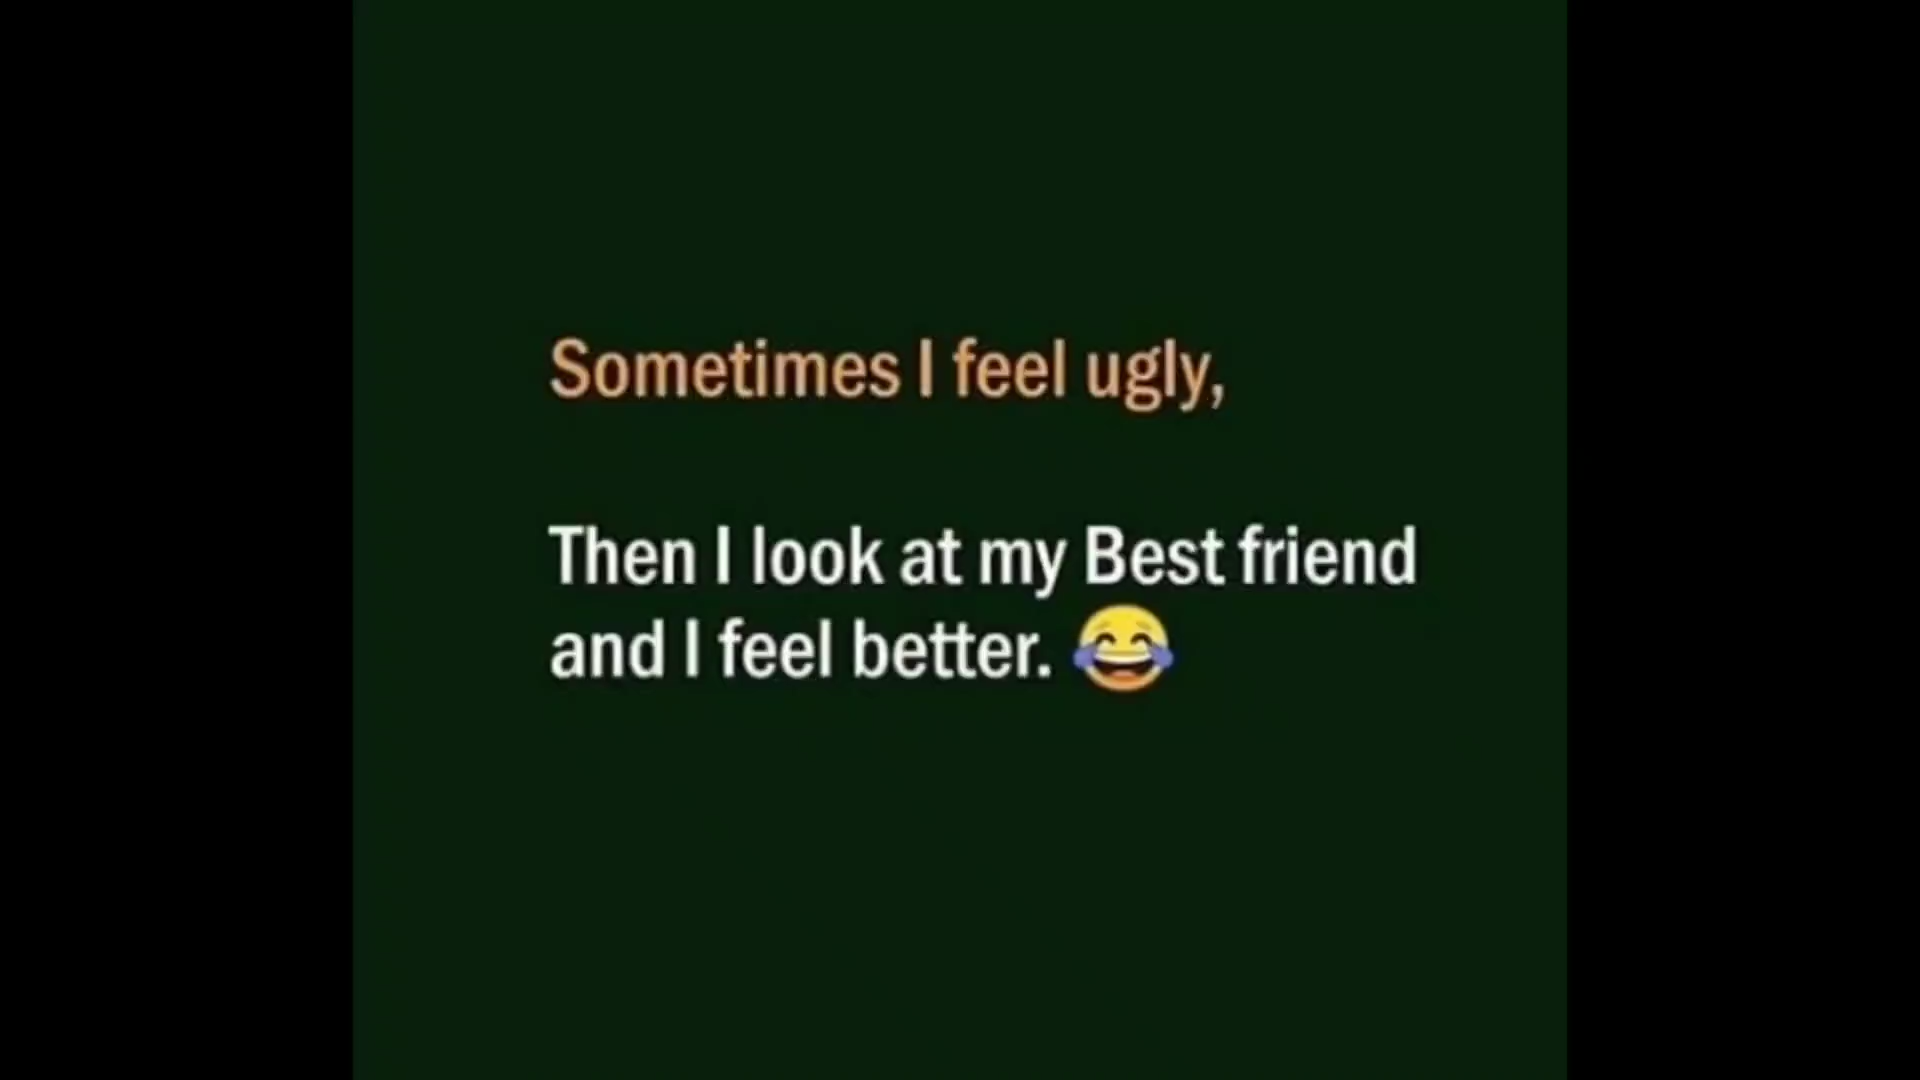 Sometimes I feel ugly,
Then I look at my Best friend
and I feel better. 😂